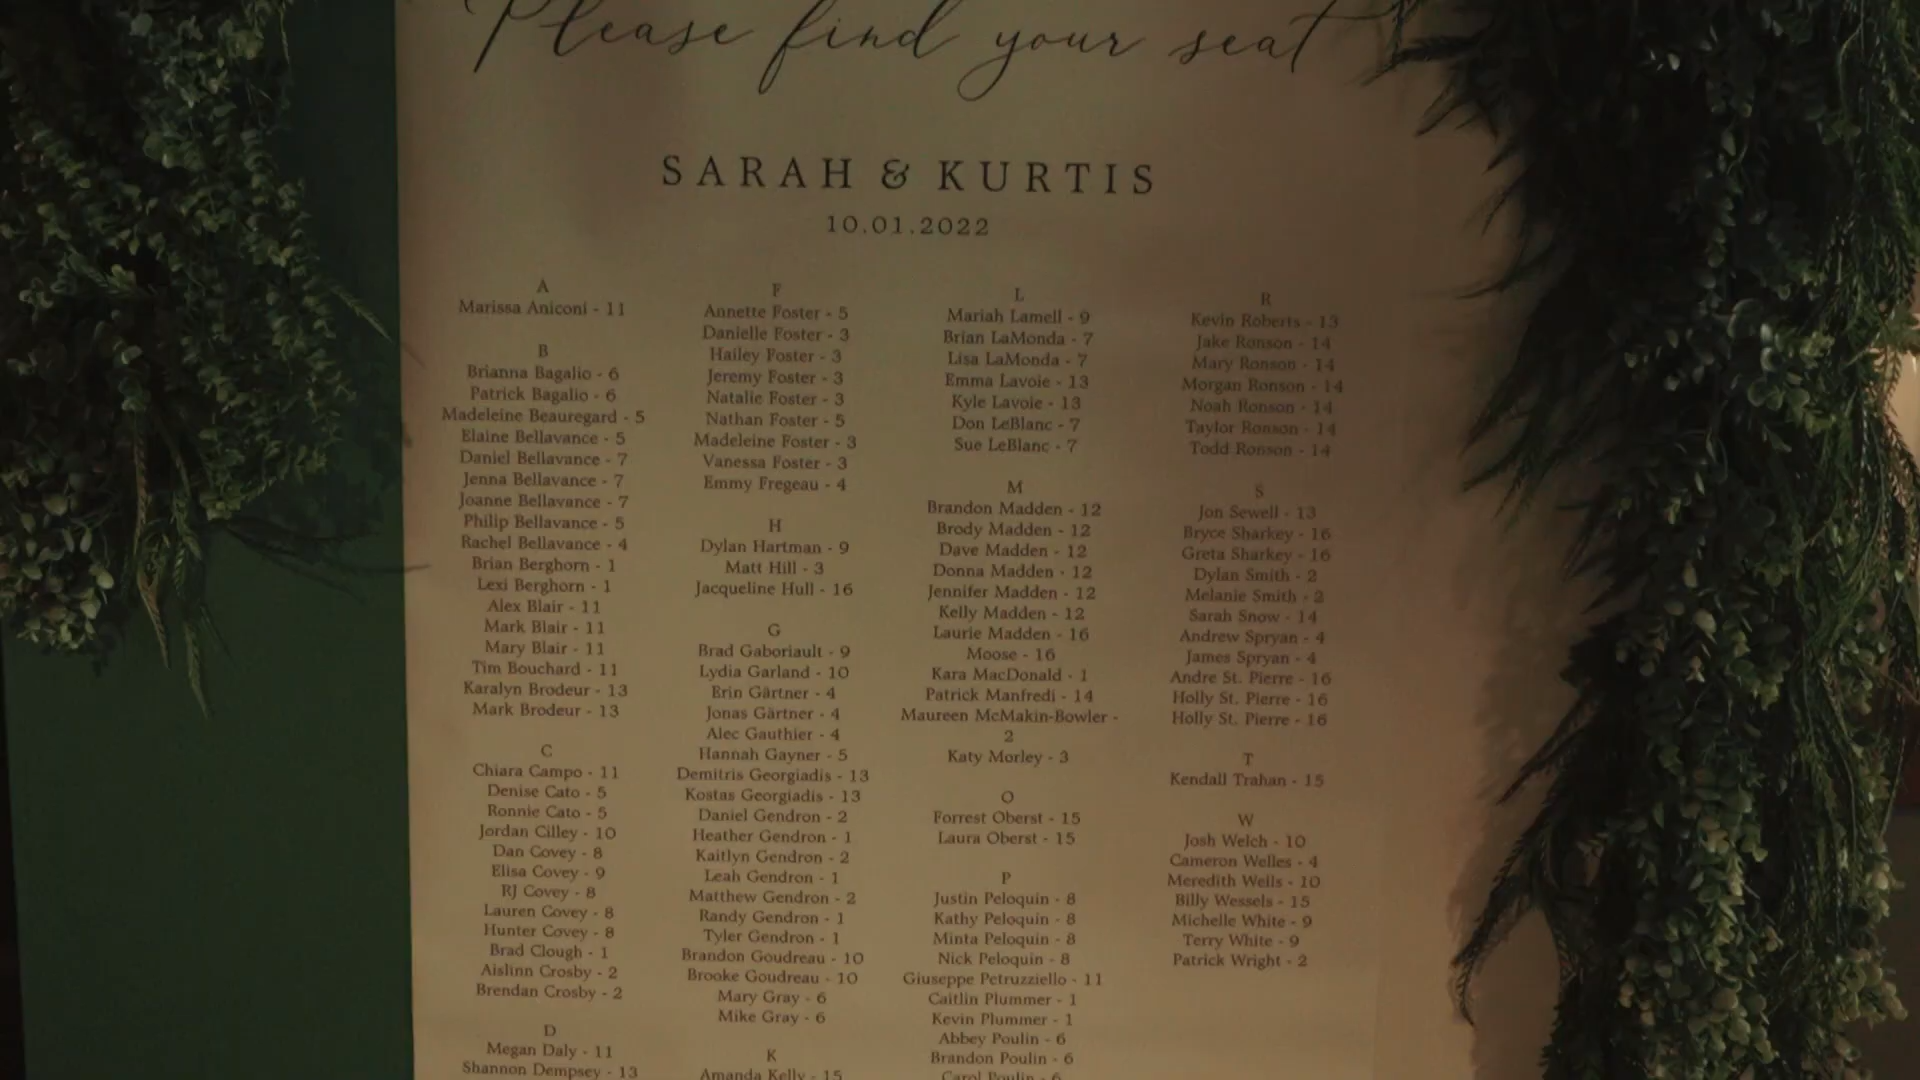 Please find your seat
SARAH & KURTIS
10.01.2022
A
Marissa Aniconi - 11
B
Brianna Bagalio - 6
Patrick Bagalio - 6
Madeleine Beauregard - 5
Elaine Bellavance - 5
Daniel Bellavance - 7
Jenna Bellavance - 7
Joanne Bellavance - 7
Philip Bellavance - 5
Rachel Bellavance - 4
Brian Berghorn - 1
Lexi Berghorn - 1
Alex Blair - 11
Mark Blair - 11
Mary Blair - 11
Tim Bouchard - 11
Karalyn Brodeur - 13
Mark Brodeur - 13
C
Chiara Campo - 11
Denise Cato - 5
Ronnie Cato - 5
Jordan Cilley - 10
Dan Covey - 8
Elisa Covey - 9
RJ Covey - 8
Lauren Covey - 8
Hunter Covey - 8
Brad Clough - 1
Aislinn Crosby - 2
Brendan Crosby - 2
D
Megan Daly - 11
Shannon Dempsey - 13
F
Annette Foster - 5
Danielle Foster - 3
Hailey Foster - 3
Jeremy Foster - 3
Natalie Foster - 3
Nathan Foster - 5
Madeleine Foster - 3
Vanessa Foster - 3
Emmy Fregeau - 4
H
Dylan Hartman - 9
Matt Hill - 3
Jacqueline Hull - 16
G
Brad Gaboriault - 9
Lydia Garland - 10
Erin Gärtner - 4
Jonas Gärtner - 4
Alec Gauthier - 4
Hannah Gayner - 5
Demitris Georgiadis - 13
Kostas Georgiadis - 13
Daniel Gendron - 2
Heather Gendron - 1
Kaitlyn Gendron - 2
Leah Gendron - 1
Matthew Gendron - 2
Randy Gendron - 1
Tyler Gendron - 1
Brandon Goudreau - 10
Brooke Goudreau - 10
Mary Gray - 6
Mike Gray - 6
K
Amanda Kelly - 15
L
Mariah Lamell - 9
Brian LaMonda - 7
Lisa LaMonda - 7
Emma Lavoie - 13
Kyle Lavoie - 13
Don LeBlanc - 7
Sue LeBlanc - 7
M
Brandon Madden - 12
Brody Madden - 12
Dave Madden - 12
Donna Madden - 12
Jennifer Madden - 12
Kelly Madden - 12
Laurie Madden - 16
Moose - 16
Kara MacDonald - 1
Patrick Manfredi - 14
Maureen McMakin-Bowler -
2
Katy Morley - 3
O
Forrest Oberst - 15
Laura Oberst - 15
P
Justin Peloquin - 8
Kathy Peloquin - 8
Minta Peloquin - 8
Nick Peloquin - 8
Giuseppe Petruzziello - 11
Caitlin Plummer - 1
Kevin Plummer - 1
Abbey Poulin - 6
Brandon Poulin - 6
Carol Poulin - 6
R
Kevin Roberts - 13
Jake Ronson - 14
Mary Ronson - 14
Morgan Ronson - 14
Noah Ronson - 14
Taylor Ronson - 14
Todd Ronson - 14
S
Jon Sewell - 13
Bryce Sharkey - 16
Greta Sharkey - 16
Dylan Smith - 2
Melanie Smith - 2
Sarah Snow - 14
Andrew Spryan - 4
James Spryan - 4
Andre St. Pierre - 16
Holly St. Pierre - 16
Holly St. Pierre - 16
T
Kendall Trahan - 15
W
Josh Welch - 10
Cameron Welles - 4
Meredith Wells - 10
Billy Wessels - 15
Michelle White - 9
Terry White - 9
Patrick Wright - 2